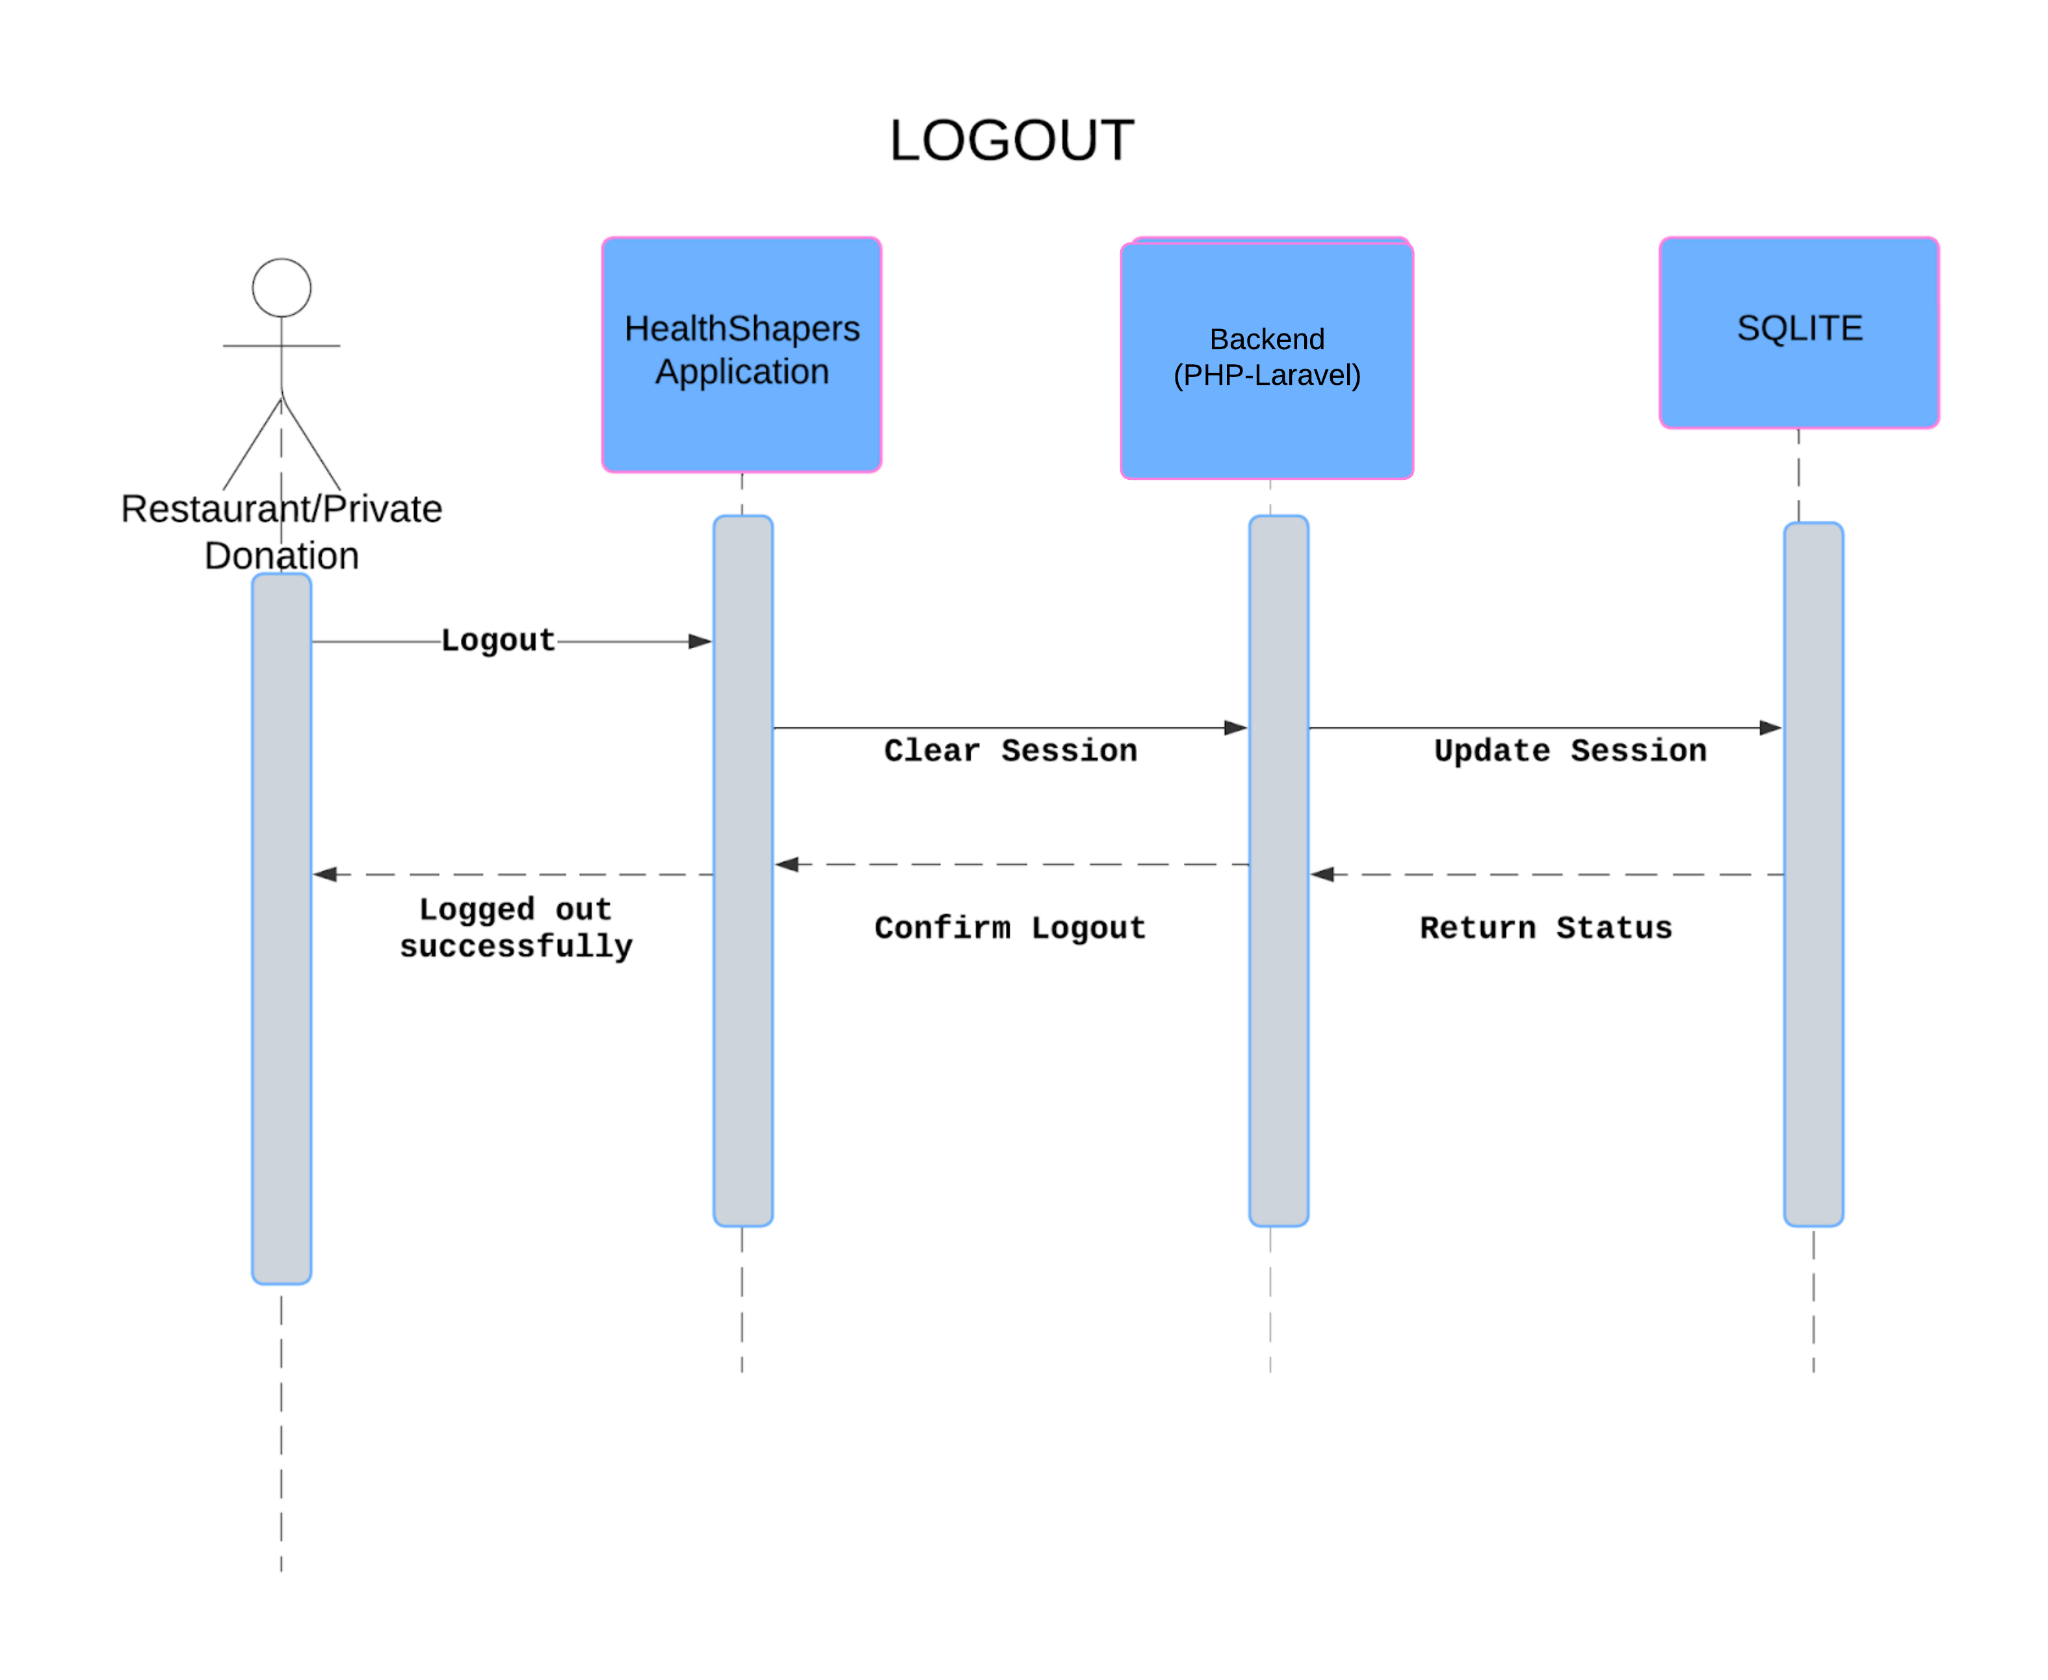 LOGOUT
HealthShapers
Application
Backend
(PHP-Laravel)
SQLITE
Restaurant/Private
Donation
Logout
Clear Session
Update Session
Logged out
successfully
Confirm Logout
Return Status